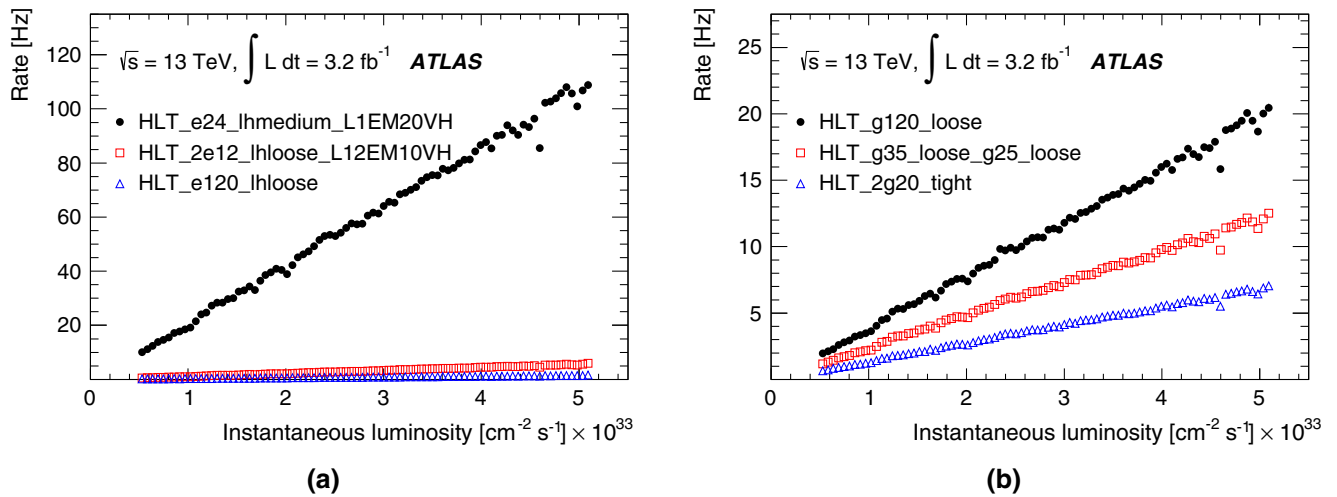 Rate [Hz]
120
100
80
60
40
20
√s = 13 TeV, ∫ L dt = 3.2 fb⁻¹ ATLAS
HLT_e24_lhmedium_L1EM20VH
HLT_2e12_lhloose_L12EM10VH
HLT_e120_lhloose
0 1 2 3 4 5
Instantaneous luminosity [cm⁻² s⁻¹] × 10³³
(a)
Rate [Hz]
25
20
15
10
5
√s = 13 TeV, ∫ L dt = 3.2 fb⁻¹ ATLAS
HLT_g120_loose
HLT_g35_loose_g25_loose
HLT_2g20_tight
0 1 2 3 4 5
Instantaneous luminosity [cm⁻² s⁻¹] × 10³³
(b)